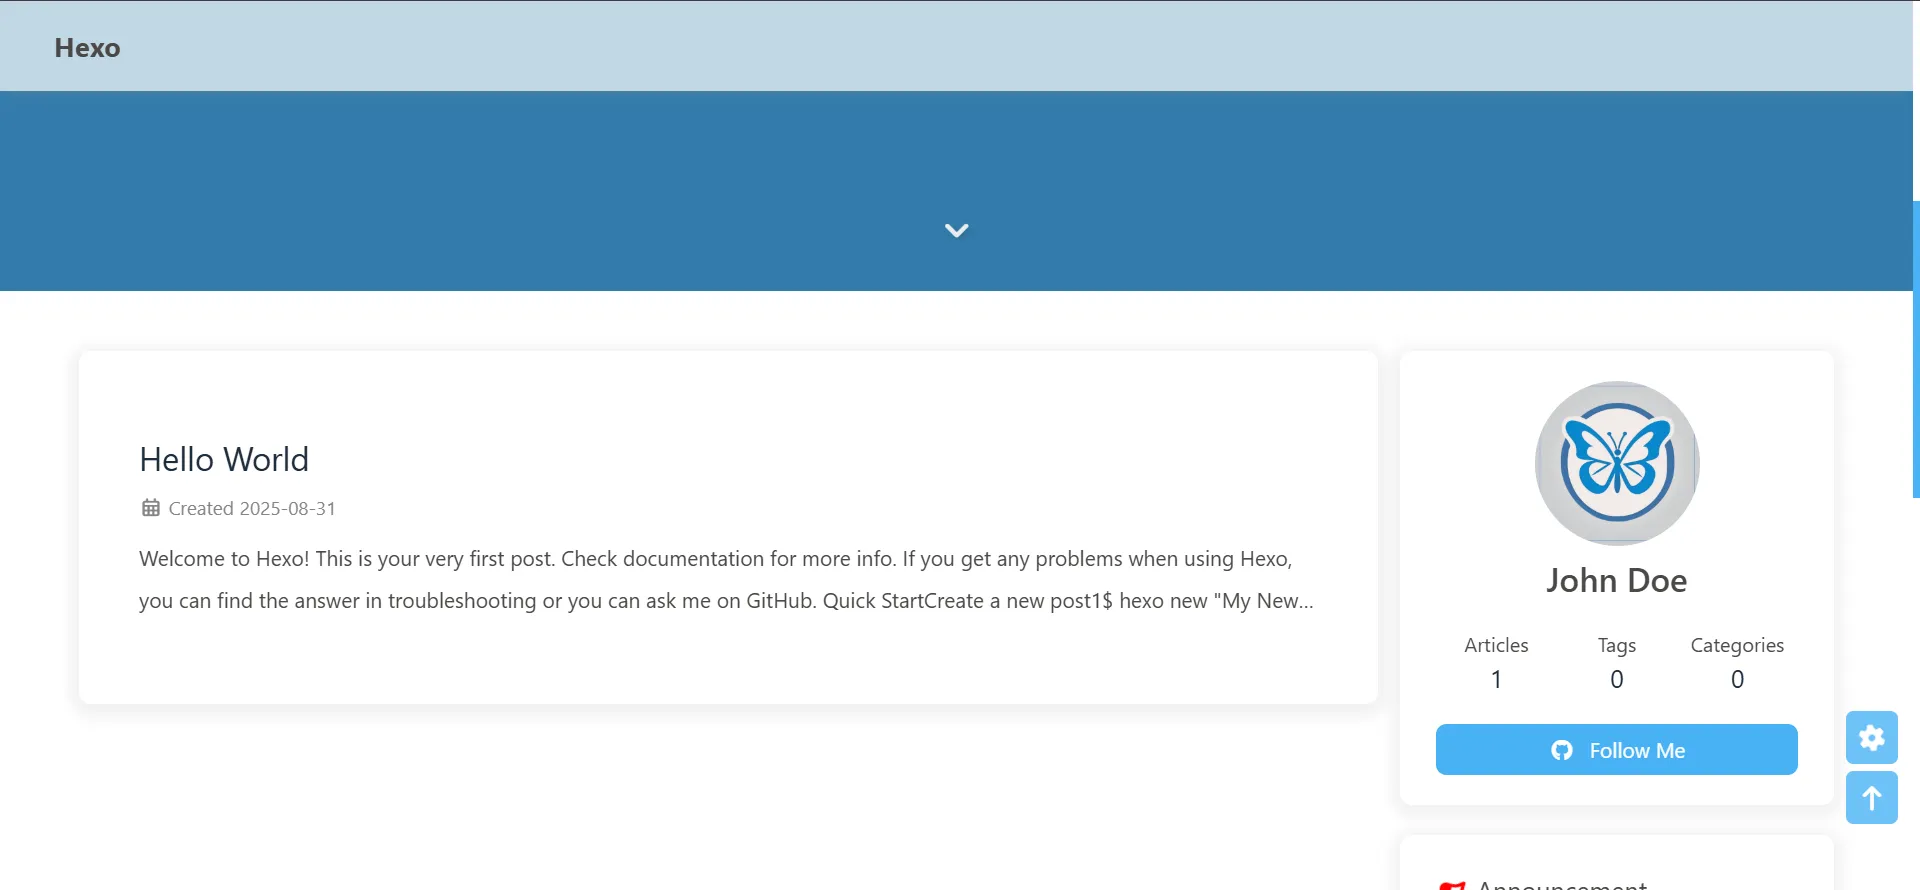 Hexo
Hello World
Created 2025-08-31
Welcome to Hexo! This is your very first post. Check documentation for more info. If you get any problems when using Hexo,
you can find the answer in troubleshooting or you can ask me on GitHub. Quick StartCreate a new post1$ hexo new "My New...
John Doe
Articles Tags Categories
1 0 0
Follow Me
Announcement